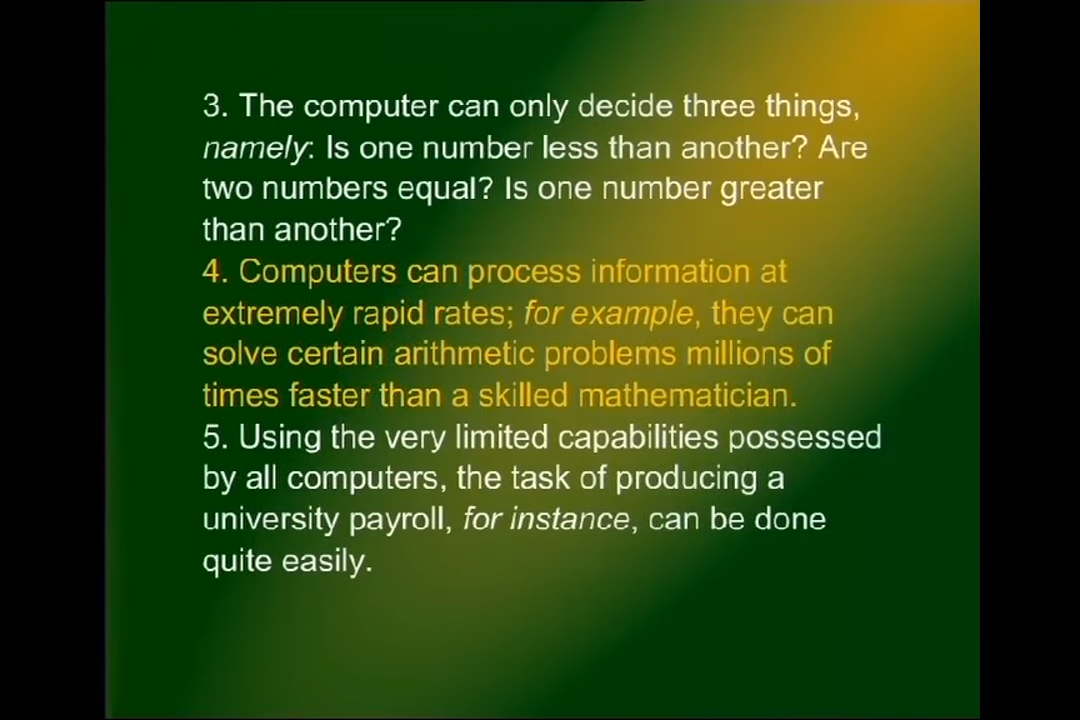 3. The computer can only decide three things,
namely: Is one number less than another? Are
two numbers equal? Is one number greater
than another?
4. Computers can process information at
extremely rapid rates; for example, they can
solve certain arithmetic problems millions of
times faster than a skilled mathematician.
5. Using the very limited capabilities possessed
by all computers, the task of producing a
university payroll, for instance, can be done
quite easily.